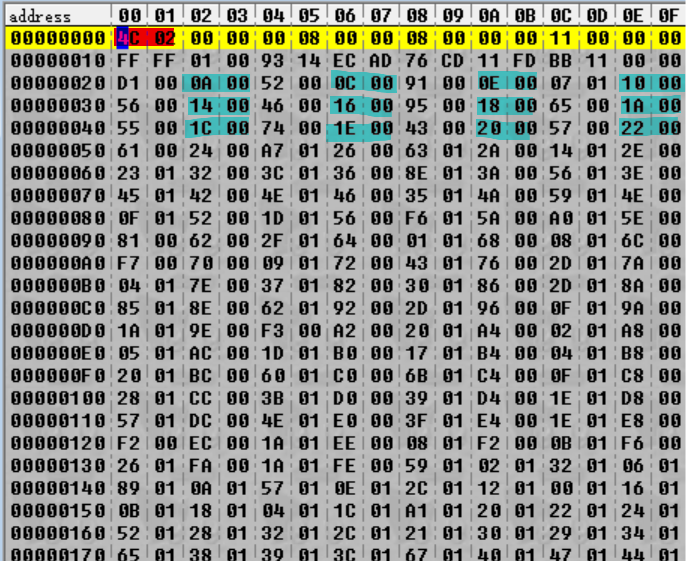 address 00 01 02 03 04 05 06 07 08 09 0A 0B 0C 0D 0E 0F
00000000 4C 02 00 00 00 08 00 00 08 00 00 00 11 00 00 00
00000010 FF FF 01 00 93 14 EC AD 76 CD 11 FD BB 11 00 00
00000020 D1 00 0A 00 52 00 0C 00 91 00 0E 00 07 01 10 00
00000030 56 00 14 00 46 00 16 00 95 00 18 00 65 00 1A 00
00000040 55 00 1C 00 74 00 1E 00 43 00 20 00 57 00 22 00
00000050 61 00 24 00 A7 01 26 00 63 01 2A 00 14 01 2E 00
00000060 23 01 32 00 3C 01 36 00 8E 01 3A 00 56 01 3E 00
00000070 45 01 42 00 4E 01 46 00 35 01 4A 00 59 01 4E 00
00000080 0F 01 52 00 1D 01 56 00 F6 01 5A 00 A0 01 5E 00
00000090 81 00 62 00 2F 01 64 00 01 01 68 00 08 01 6C 00
000000A0 F7 00 70 00 09 01 72 00 43 01 76 00 2D 01 7A 00
000000B0 04 01 7E 00 37 01 82 00 30 01 86 00 2D 01 8A 00
000000C0 85 01 8E 00 62 01 92 00 2D 01 96 00 0F 01 9A 00
000000D0 1A 01 9E 00 F3 00 A2 00 20 01 A4 00 02 01 A8 00
000000E0 05 01 AC 00 1D 01 B0 00 17 01 B4 00 04 01 B8 00
000000F0 20 01 BC 00 60 01 C0 00 6B 01 C4 00 0F 01 C8 00
00000100 28 01 CC 00 3B 01 D0 00 39 01 D4 00 1E 01 D8 00
00000110 57 01 DC 00 4E 01 E0 00 3F 01 E4 00 1E 01 E8 00
00000120 F2 00 EC 00 1A 01 EE 00 08 01 F2 00 0B 01 F6 00
00000130 26 01 FA 00 1A 01 FE 00 59 01 02 01 32 01 06 01
00000140 89 01 0A 01 57 01 0E 01 2C 01 12 01 00 01 16 01
00000150 0B 01 18 01 04 01 1C 01 A1 01 20 01 22 01 24 01
00000160 52 01 28 01 32 01 2C 01 21 01 30 01 29 01 34 01
00000170 65 01 38 01 39 01 3C 01 67 01 40 01 47 01 44 01